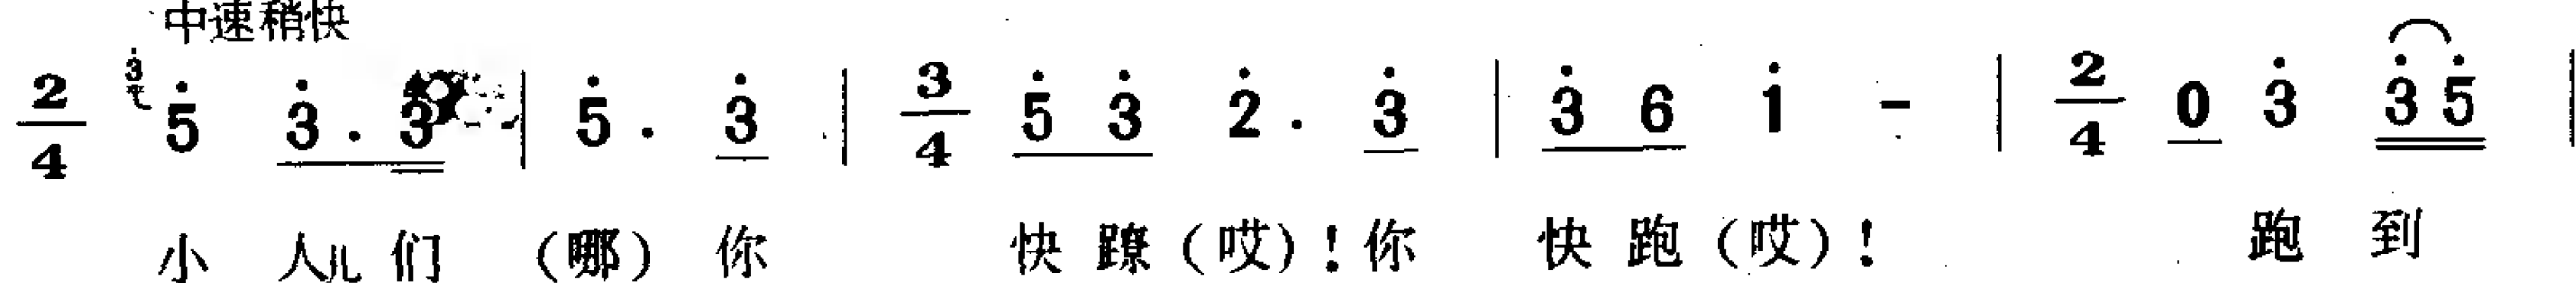 中速稍快
2/4 3 5 3 . 3 | 5 . 3 | 3/4 5 3 2 . 3 | 3 6 1 - | 2/4 0 3 3 5 |
小 人儿 们 （哪） 你 快 蹽（哎）！你 快 跑（哎）！ 跑 到